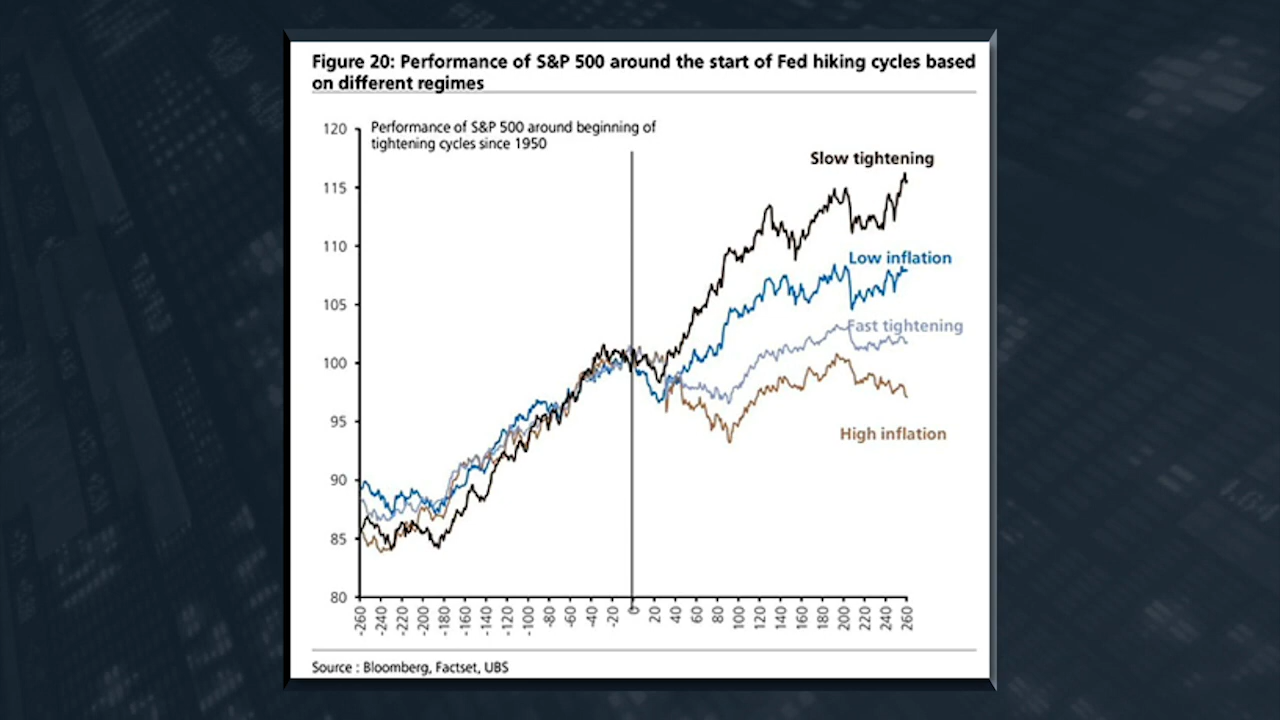 Figure 20: Performance of S&P 500 around the start of Fed hiking cycles based
on different regimes
Performance of S&P 500 around beginning of
tightening cycles since 1950
120
115
110
105
100
95
90
85
80
Slow tightening
Low inflation
Fast tightening
High inflation
-260 -240 -220 -200 -180 -160 -140 -120 -100 -80 -60 -40 -20 0 20 40 60 80 100 120 140 160 180 200 220 240 260
Source : Bloomberg, Factset, UBS